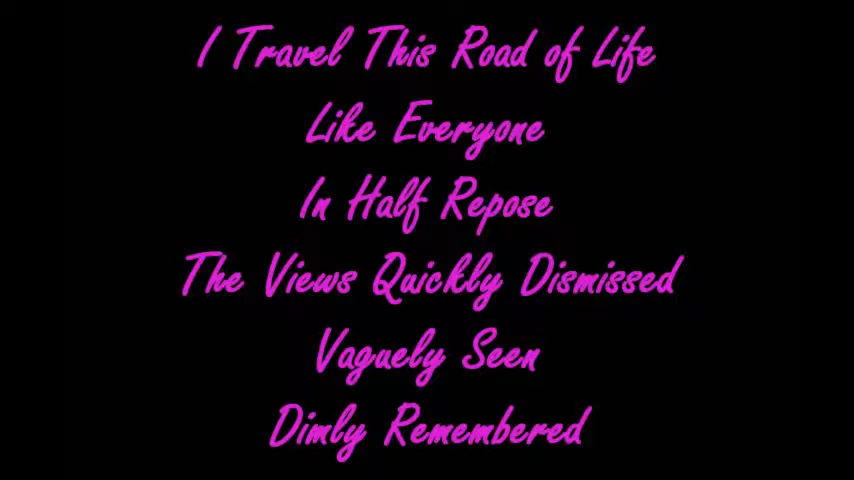 I Travel This Road of Life
Like Everyone
In Half Repose
The Views Quickly Dismissed
Vaguely Seen
Dimly Remembered